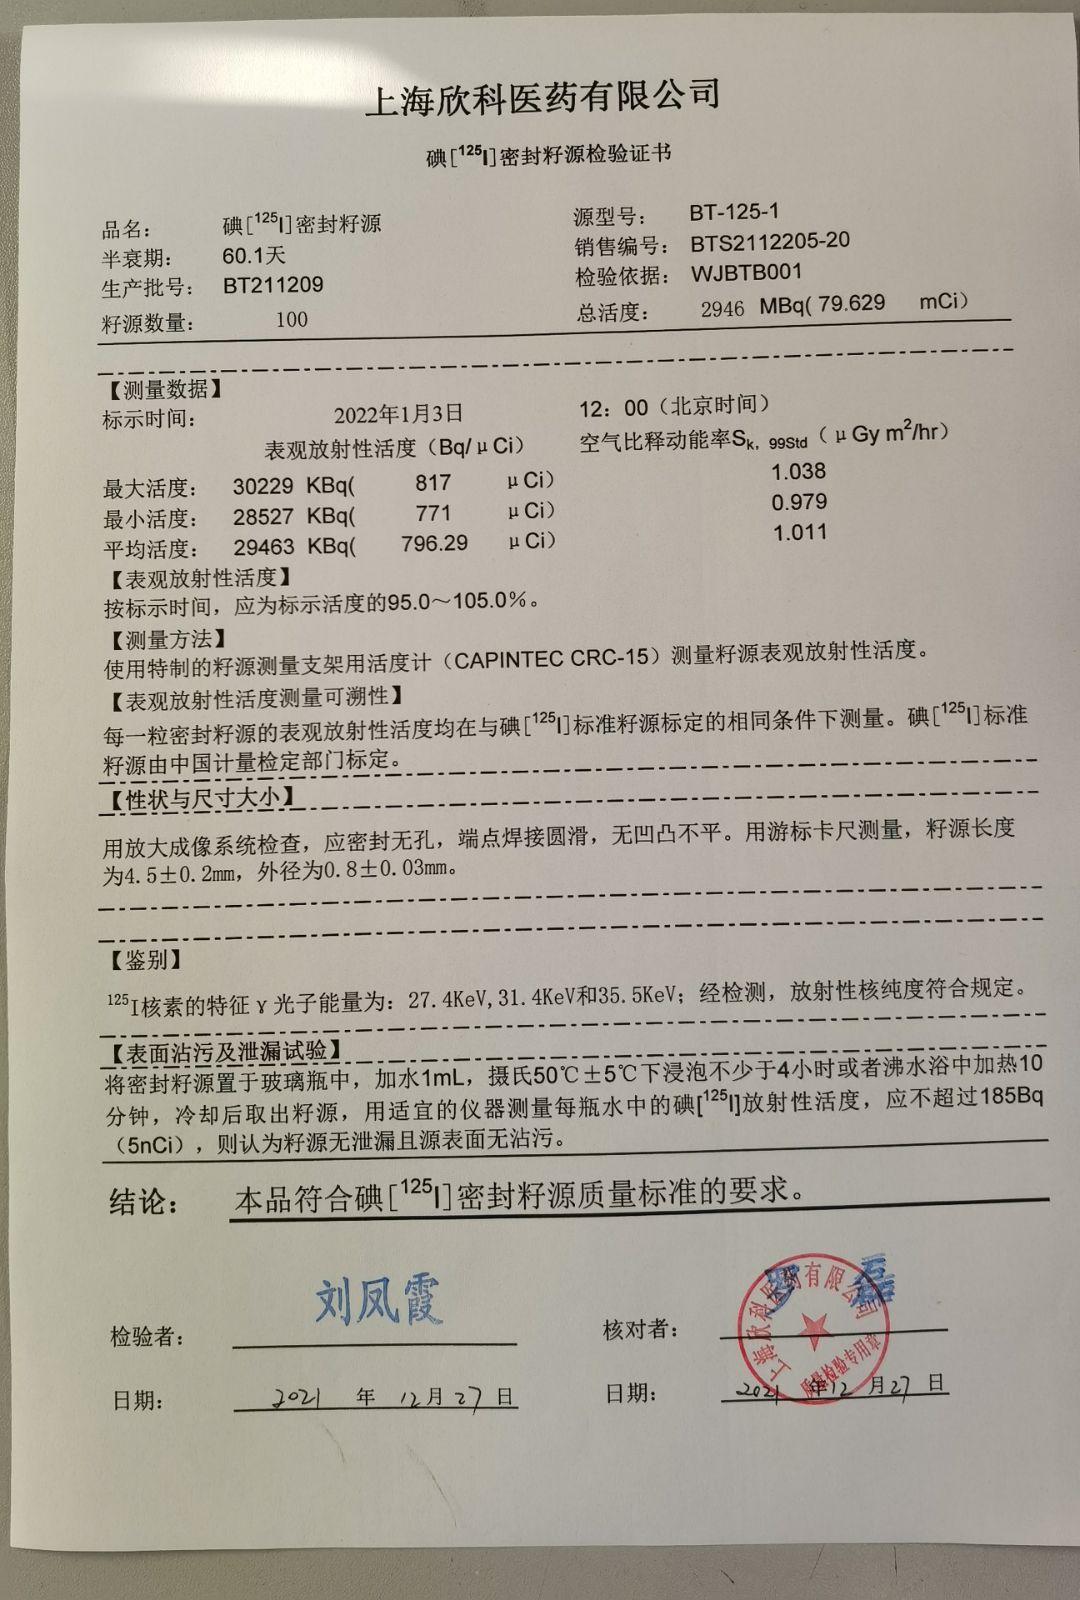 上海欣科医药有限公司
碘[¹²⁵I]密封籽源检验证书
品名： 碘[¹²⁵I]密封籽源 源型号： BT-125-1
半衰期： 60.1天 销售编号： BTS2112205-20
生产批号： BT211209 检验依据： WJBTB001
籽源数量： 100 总活度： 2946 MBq( 79.629 mCi）
【测量数据】
标示时间： 2022年1月3日 12：00（北京时间）
表观放射性活度（Bq/μCi） 空气比释动能率Sk，99Std（μGy m²/hr）
最大活度： 30229 KBq( 817 μCi） 1.038
最小活度： 28527 KBq( 771 μCi） 0.979
平均活度： 29463 KBq( 796.29 μCi） 1.011
【表观放射性活度】
按标示时间，应为标示活度的95.0～105.0%。
【测量方法】
使用特制的籽源测量支架用活度计（CAPINTEC CRC-15）测量籽源表观放射性活度。
【表观放射性活度测量可溯性】
每一粒密封籽源的表观放射性活度均在与碘[¹²⁵I]标准籽源标定的相同条件下测量。碘[¹²⁵I]标准
籽源由中国计量检定部门标定。
【性状与尺寸大小】
用放大成像系统检查，应密封无孔，端点焊接圆滑，无凹凸不平。用游标卡尺测量，籽源长度
为4.5±0.2mm，外径为0.8±0.03mm。
【鉴别】
¹²⁵I核素的特征γ光子能量为：27.4KeV,31.4KeV和35.5KeV；经检测，放射性核纯度符合规定。
【表面沾污及泄漏试验】
将密封籽源置于玻璃瓶中，加水1mL，摄氏50℃±5℃下浸泡不少于4小时或者沸水浴中加热10
分钟，冷却后取出籽源，用适宜的仪器测量每瓶水中的碘[¹²⁵I]放射性活度，应不超过185Bq
（5nCi），则认为籽源无泄漏且源表面无沾污。
结论： 本品符合碘[¹²⁵I]密封籽源质量标准的要求。
检验者： 刘凤霞 核对者： 罗
上海欣科医药有限公司
质量检验专用章
日期： 2021 年 12月27日 日期： 2021 年12 月27 日